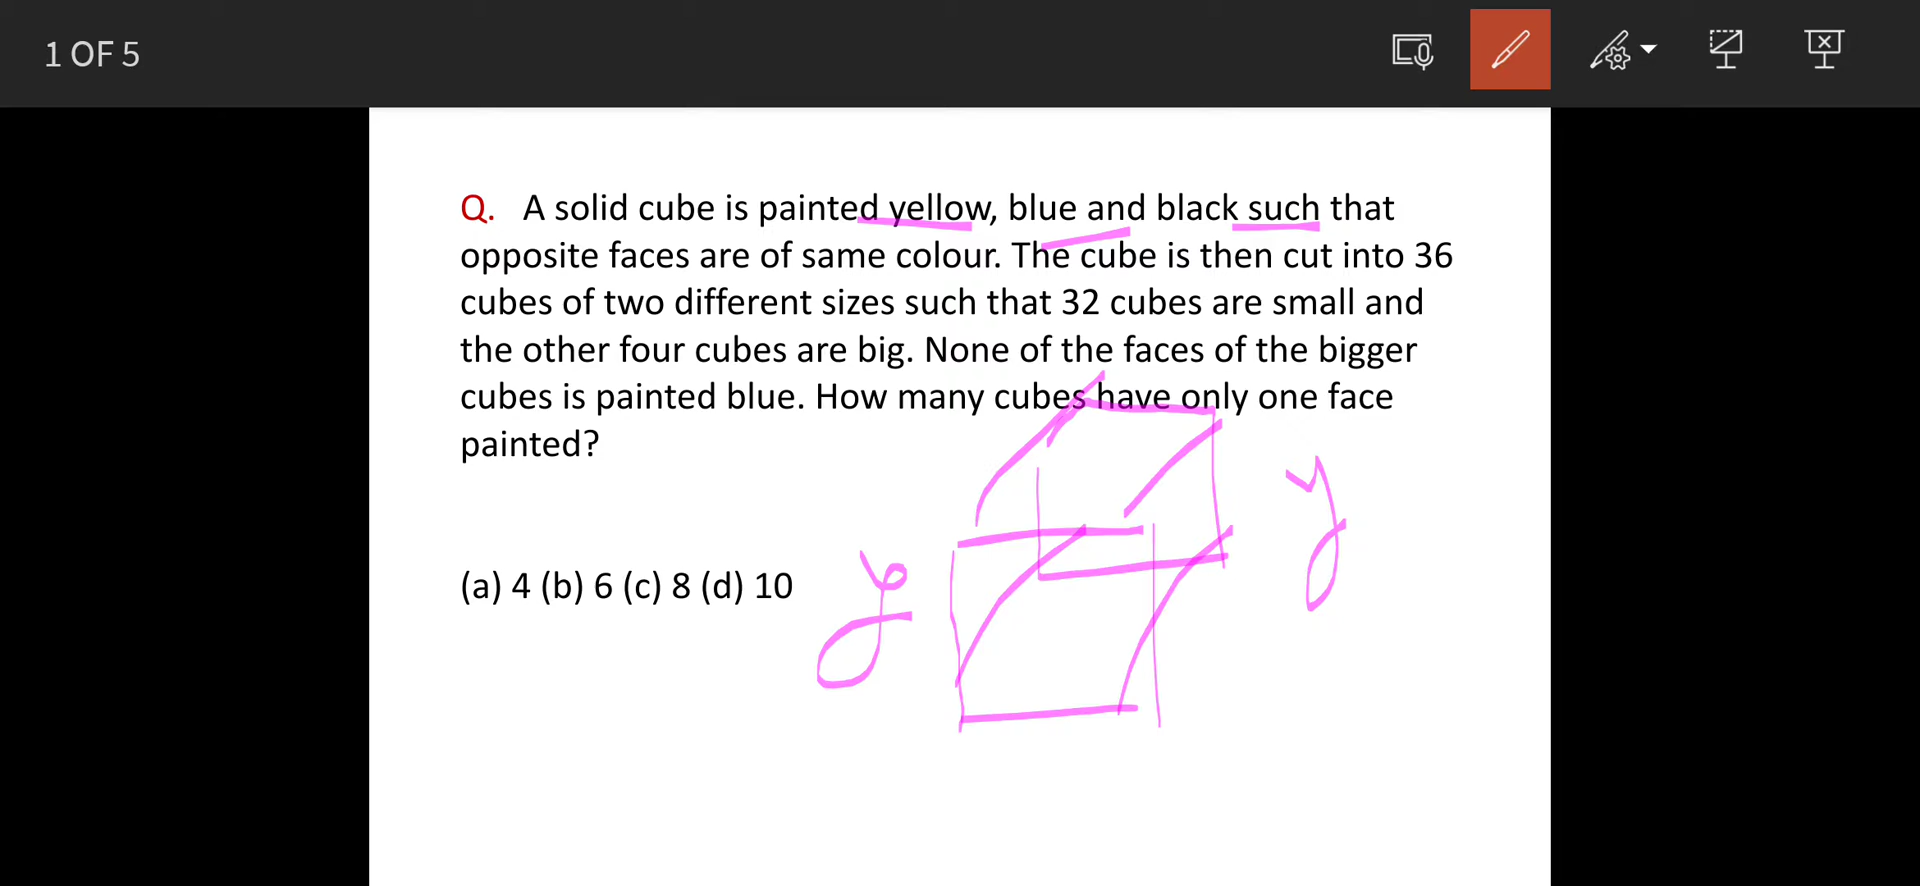 1 OF 5
Q. A solid cube is painted yellow, blue and black such that
opposite faces are of same colour. The cube is then cut into 36
cubes of two different sizes such that 32 cubes are small and
the other four cubes are big. None of the faces of the bigger
cubes is painted blue. How many cubes have only one face
painted?
y
(a) 4 (b) 6 (c) 8 (d) 10
y